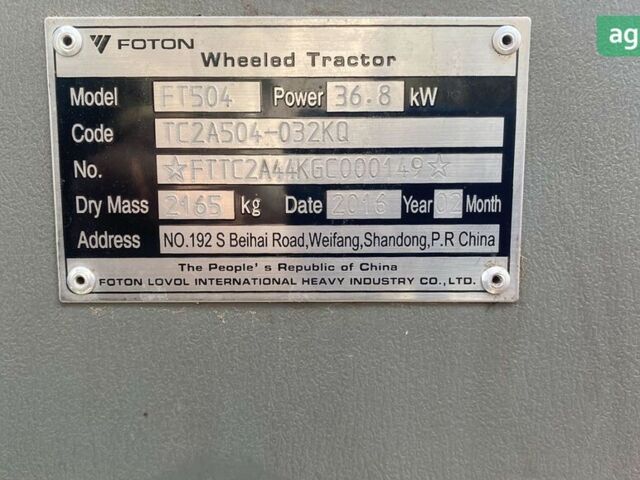 FOTON
Wheeled Tractor
Model FT504 Power 36.8 kW
Code TC2A504-032KQ
No. ☆FTTC2A44KGC000149☆
Dry Mass 2165 kg Date 2016 Year 02 Month
Address NO.192 S Beihai Road,Weifang,Shandong,P.R China
The People's Republic of China
FOTON LOVOL INTERNATIONAL HEAVY INDUSTRY CO.,LTD.
ag